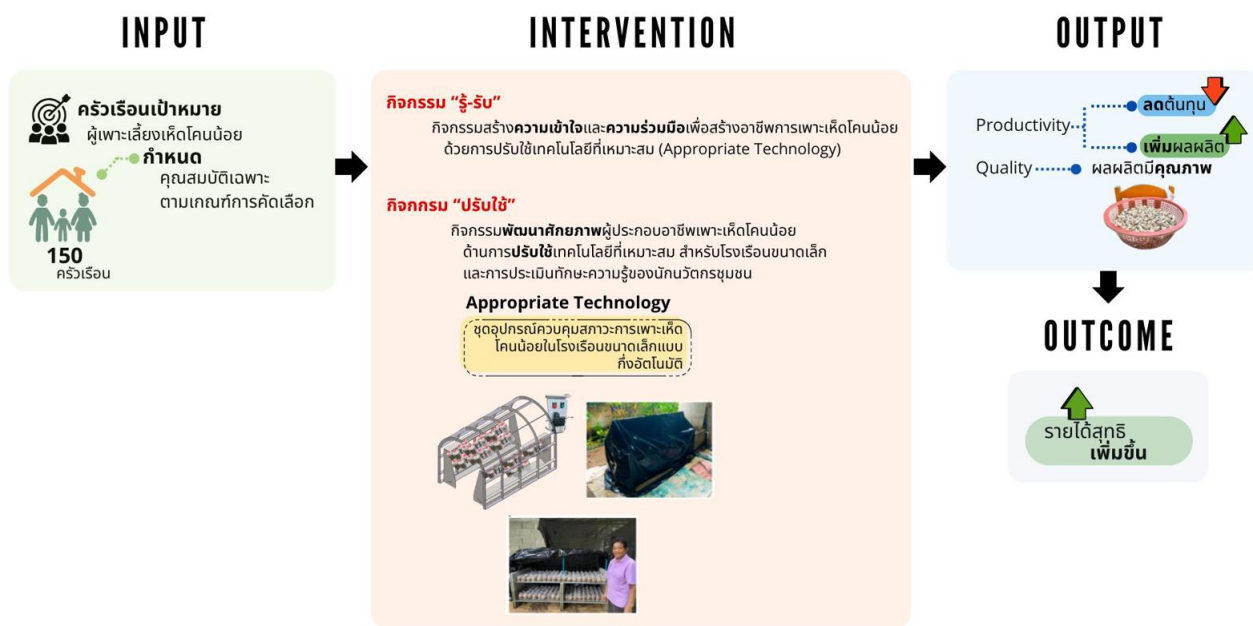 INPUT
ครัวเรือนเป้าหมาย
ผู้เพาะเลี้ยงเห็ดโคนน้อย
กำหนด
คุณสมบัติเฉพาะ
ตามเกณฑ์การคัดเลือก
150
ครัวเรือน
INTERVENTION
กิจกรรม “รู้-รับ”
กิจกรรมสร้างความเข้าใจและความร่วมมือเพื่อสร้างอาชีพการเพาะเห็ดโคนน้อย
ด้วยการปรับใช้เทคโนโลยีที่เหมาะสม (Appropriate Technology)
กิจกกรม “ปรับใช้”
กิจกรรมพัฒนาศักยภาพผู้ประกอบอาชีพเพาะเห็ดโคนน้อย
ด้านการปรับใช้เทคโนโลยีที่เหมาะสม สำหรับโรงเรือนขนาดเล็ก
และการประเมินทักษะความรู้ของนักนวัตกรชุมชน
Appropriate Technology
ชุดอุปกรณ์ควบคุมสภาวะการเพาะเห็ด
โคนน้อยในโรงเรือนขนาดเล็กแบบ
กึ่งอัตโนมัติ
OUTPUT
Productivity
ลดต้นทุน
เพิ่มผลผลิต
Quality
ผลผลิตมีคุณภาพ
OUTCOME
รายได้สุทธิ
เพิ่มขึ้น